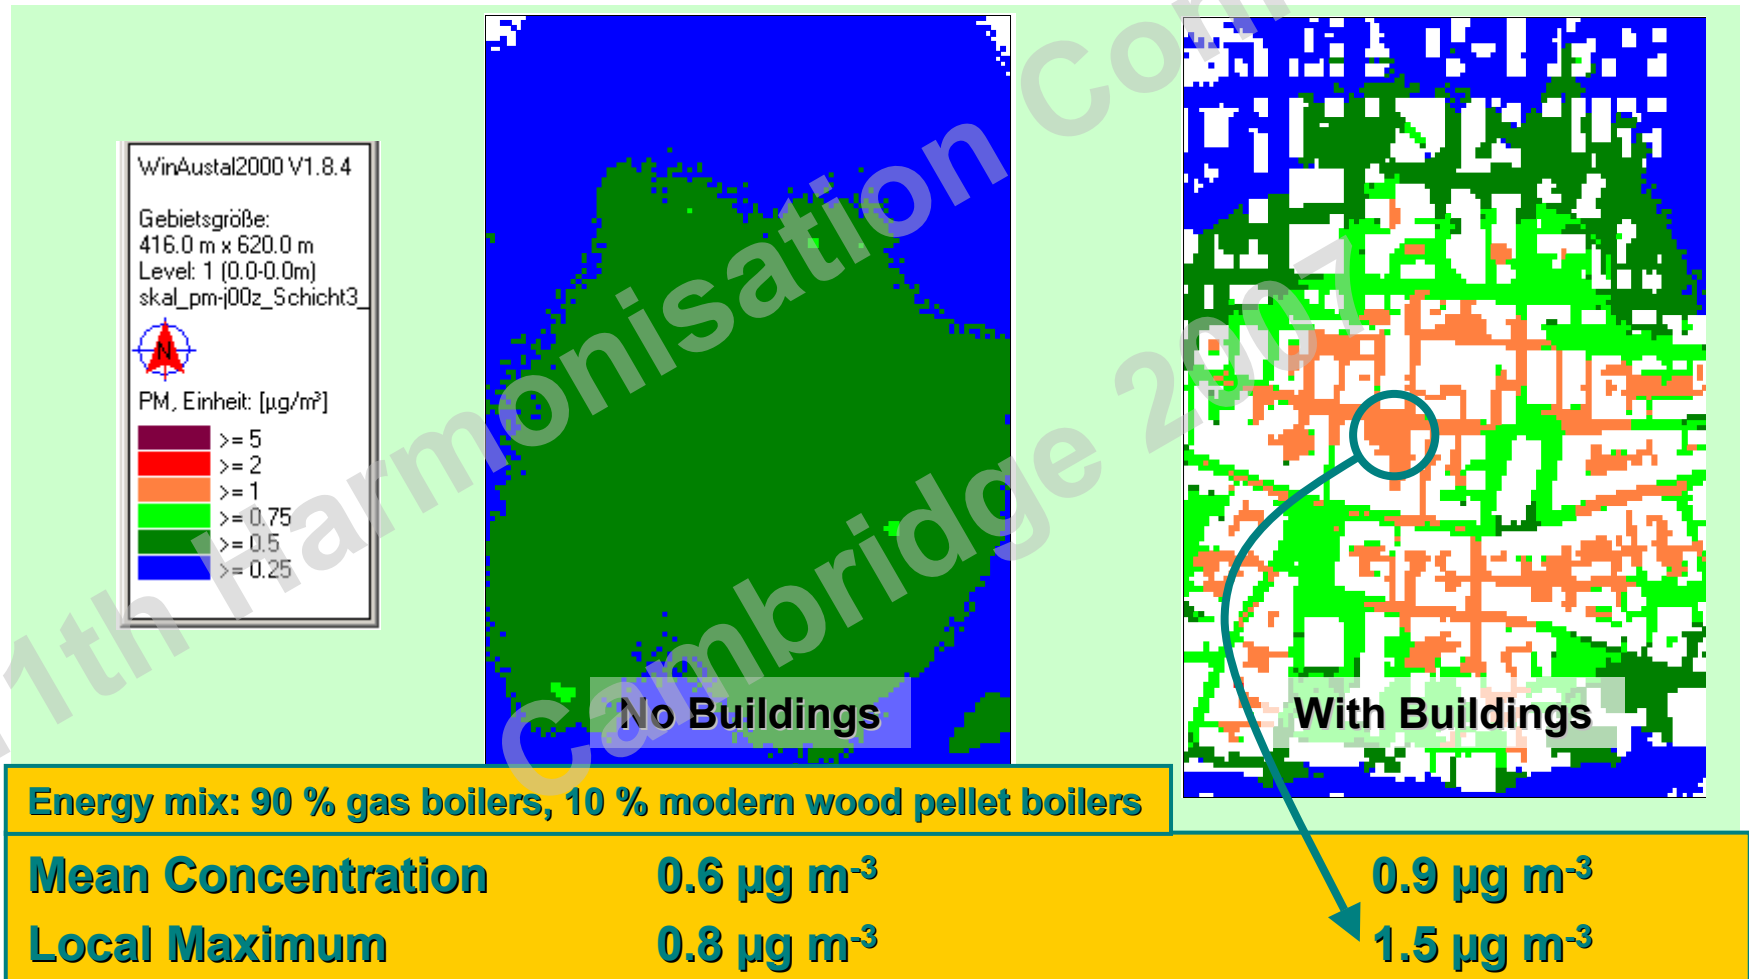 WinAustal2000 V1.8.4
Gebietsgröße:
416.0 m x 620.0 m
Level: 1 (0.0-0.0m)
skal_pm-j00z_Schicht3_
N
PM, Einheit: [µg/m³]
>= 5
>= 2
>= 1
>= 0.75
>= 0.5
>= 0.25
No Buildings
With Buildings
Energy mix: 90 % gas boilers, 10 % modern wood pellet boilers
Mean Concentration 0.6 µg m-3 0.9 µg m-3
Local Maximum 0.8 µg m-3 1.5 µg m-3
1th Harmonisation Con
Cambridge 2007